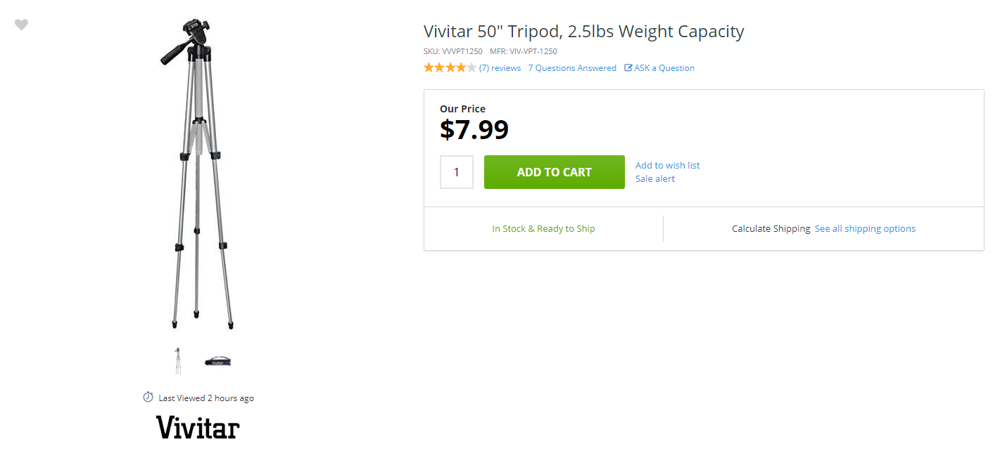 Vivitar 50" Tripod, 2.5lbs Weight Capacity
SKU: VVVPT1250 MFR: VIV-VPT-1250
(7) reviews 7 Questions Answered ASK a Question
Our Price
$7.99
1 ADD TO CART
Add to wish list
Sale alert
In Stock & Ready to Ship
Calculate Shipping See all shipping options
Vivitar
Last Viewed 2 hours ago
Vivitar